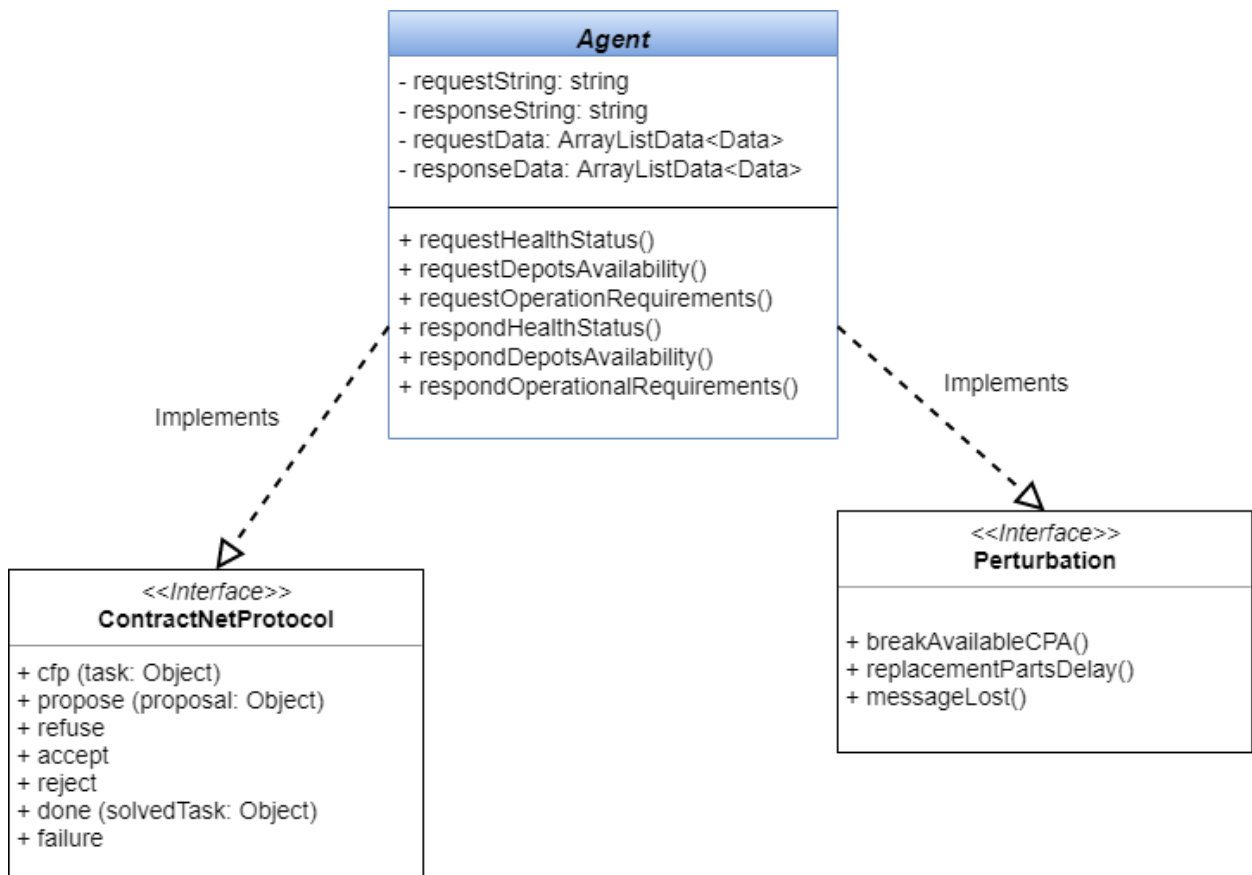 Agent
- requestString: string
- responseString: string
- requestData: ArrayListData<Data>
- responseData: ArrayListData<Data>
+ requestHealthStatus()
+ requestDepotsAvailability()
+ requestOperationRequirements()
+ respondHealthStatus()
+ respondDepotsAvailability()
+ respondOperationalRequirements()
Implements
Implements
<<Interface>>
ContractNetProtocol
+ cfp (task: Object)
+ propose (proposal: Object)
+ refuse
+ accept
+ reject
+ done (solvedTask: Object)
+ failure
<<Interface>>
Perturbation
+ breakAvailableCPA()
+ replacementPartsDelay()
+ messageLost()